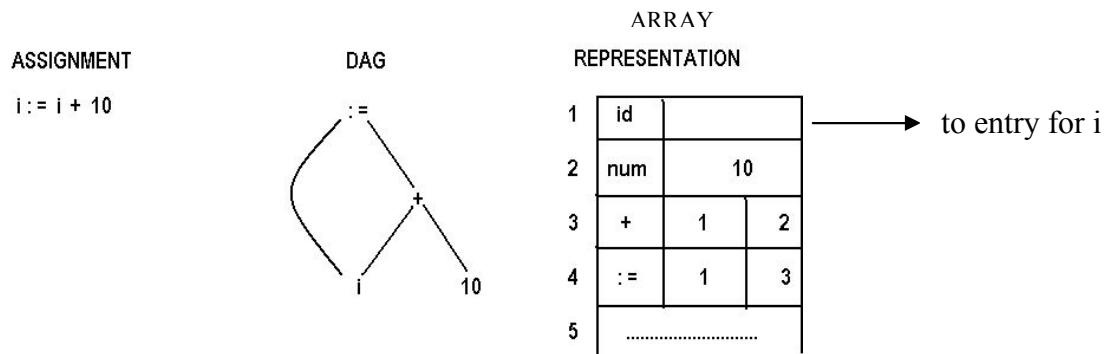 ARRAY
ASSIGNMENT DAG REPRESENTATION
i := i + 10
:=
+
i 10
1 id to entry for i
2 num 10
3 + 1 2
4 := 1 3
5 ............................